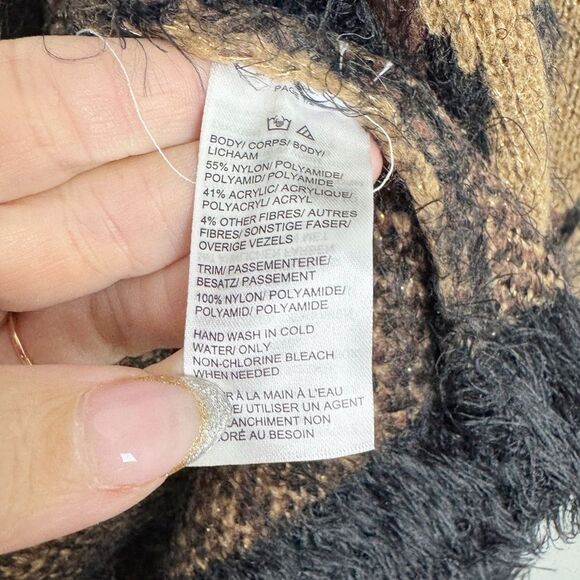 BODY/ CORPS/ BODY/
LICHAAM
55% NYLON/ POLYAMIDE/
POLYAMID/ POLYAMIDE
41% ACRYLIC/ ACRYLIQUE/
POLYACRYL/ ACRYL
4% OTHER FIBRES/ AUTRES
FIBRES/ SONSTIGE FASER/
OVERIGE VEZELS
TRIM/ PASSEMENTERIE/
BESATZ/ PASSEMENT
100% NYLON/ POLYAMIDE/
POLYAMID/ POLYAMIDE
HAND WASH IN COLD
WATER/ ONLY
NON-CHLORINE BLEACH
WHEN NEEDED
À LA MAIN À L'EAU
UTILISER UN AGENT
NON
AU BESOIN